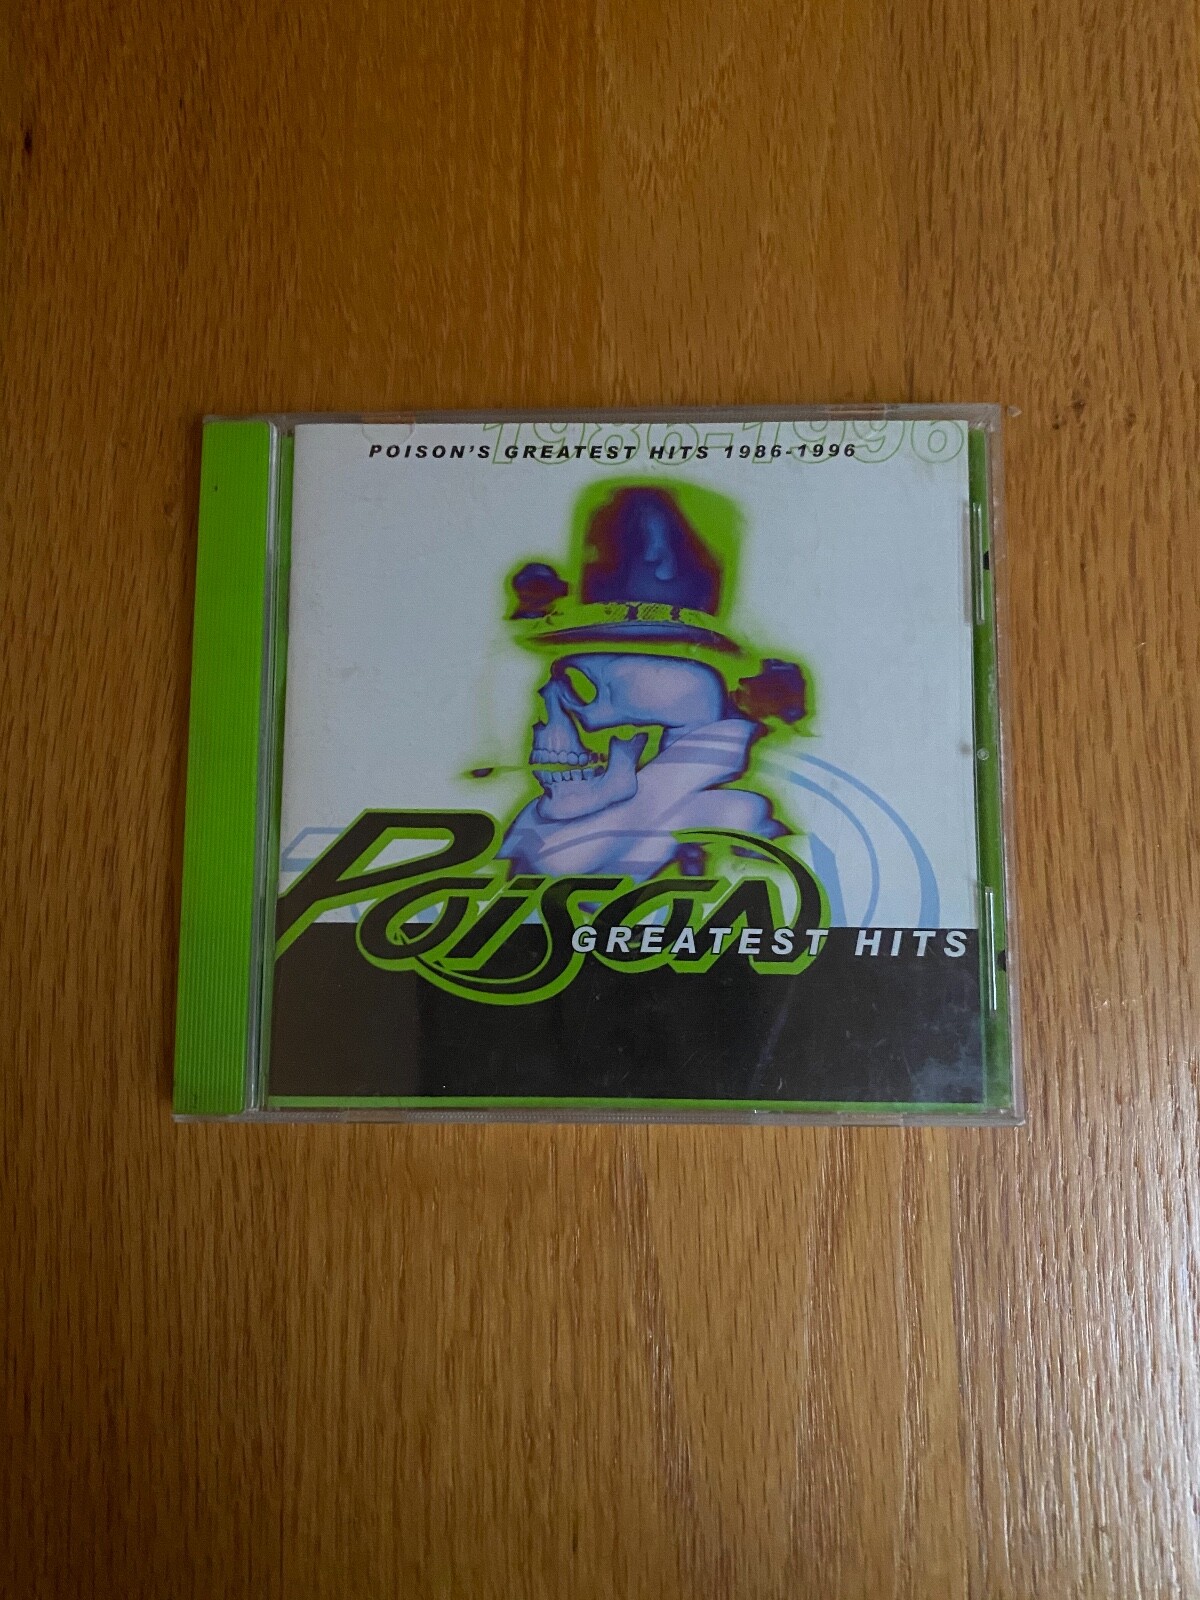 1986-1996
POISON'S GREATEST HITS 1986-1996
POISON
GREATEST HITS